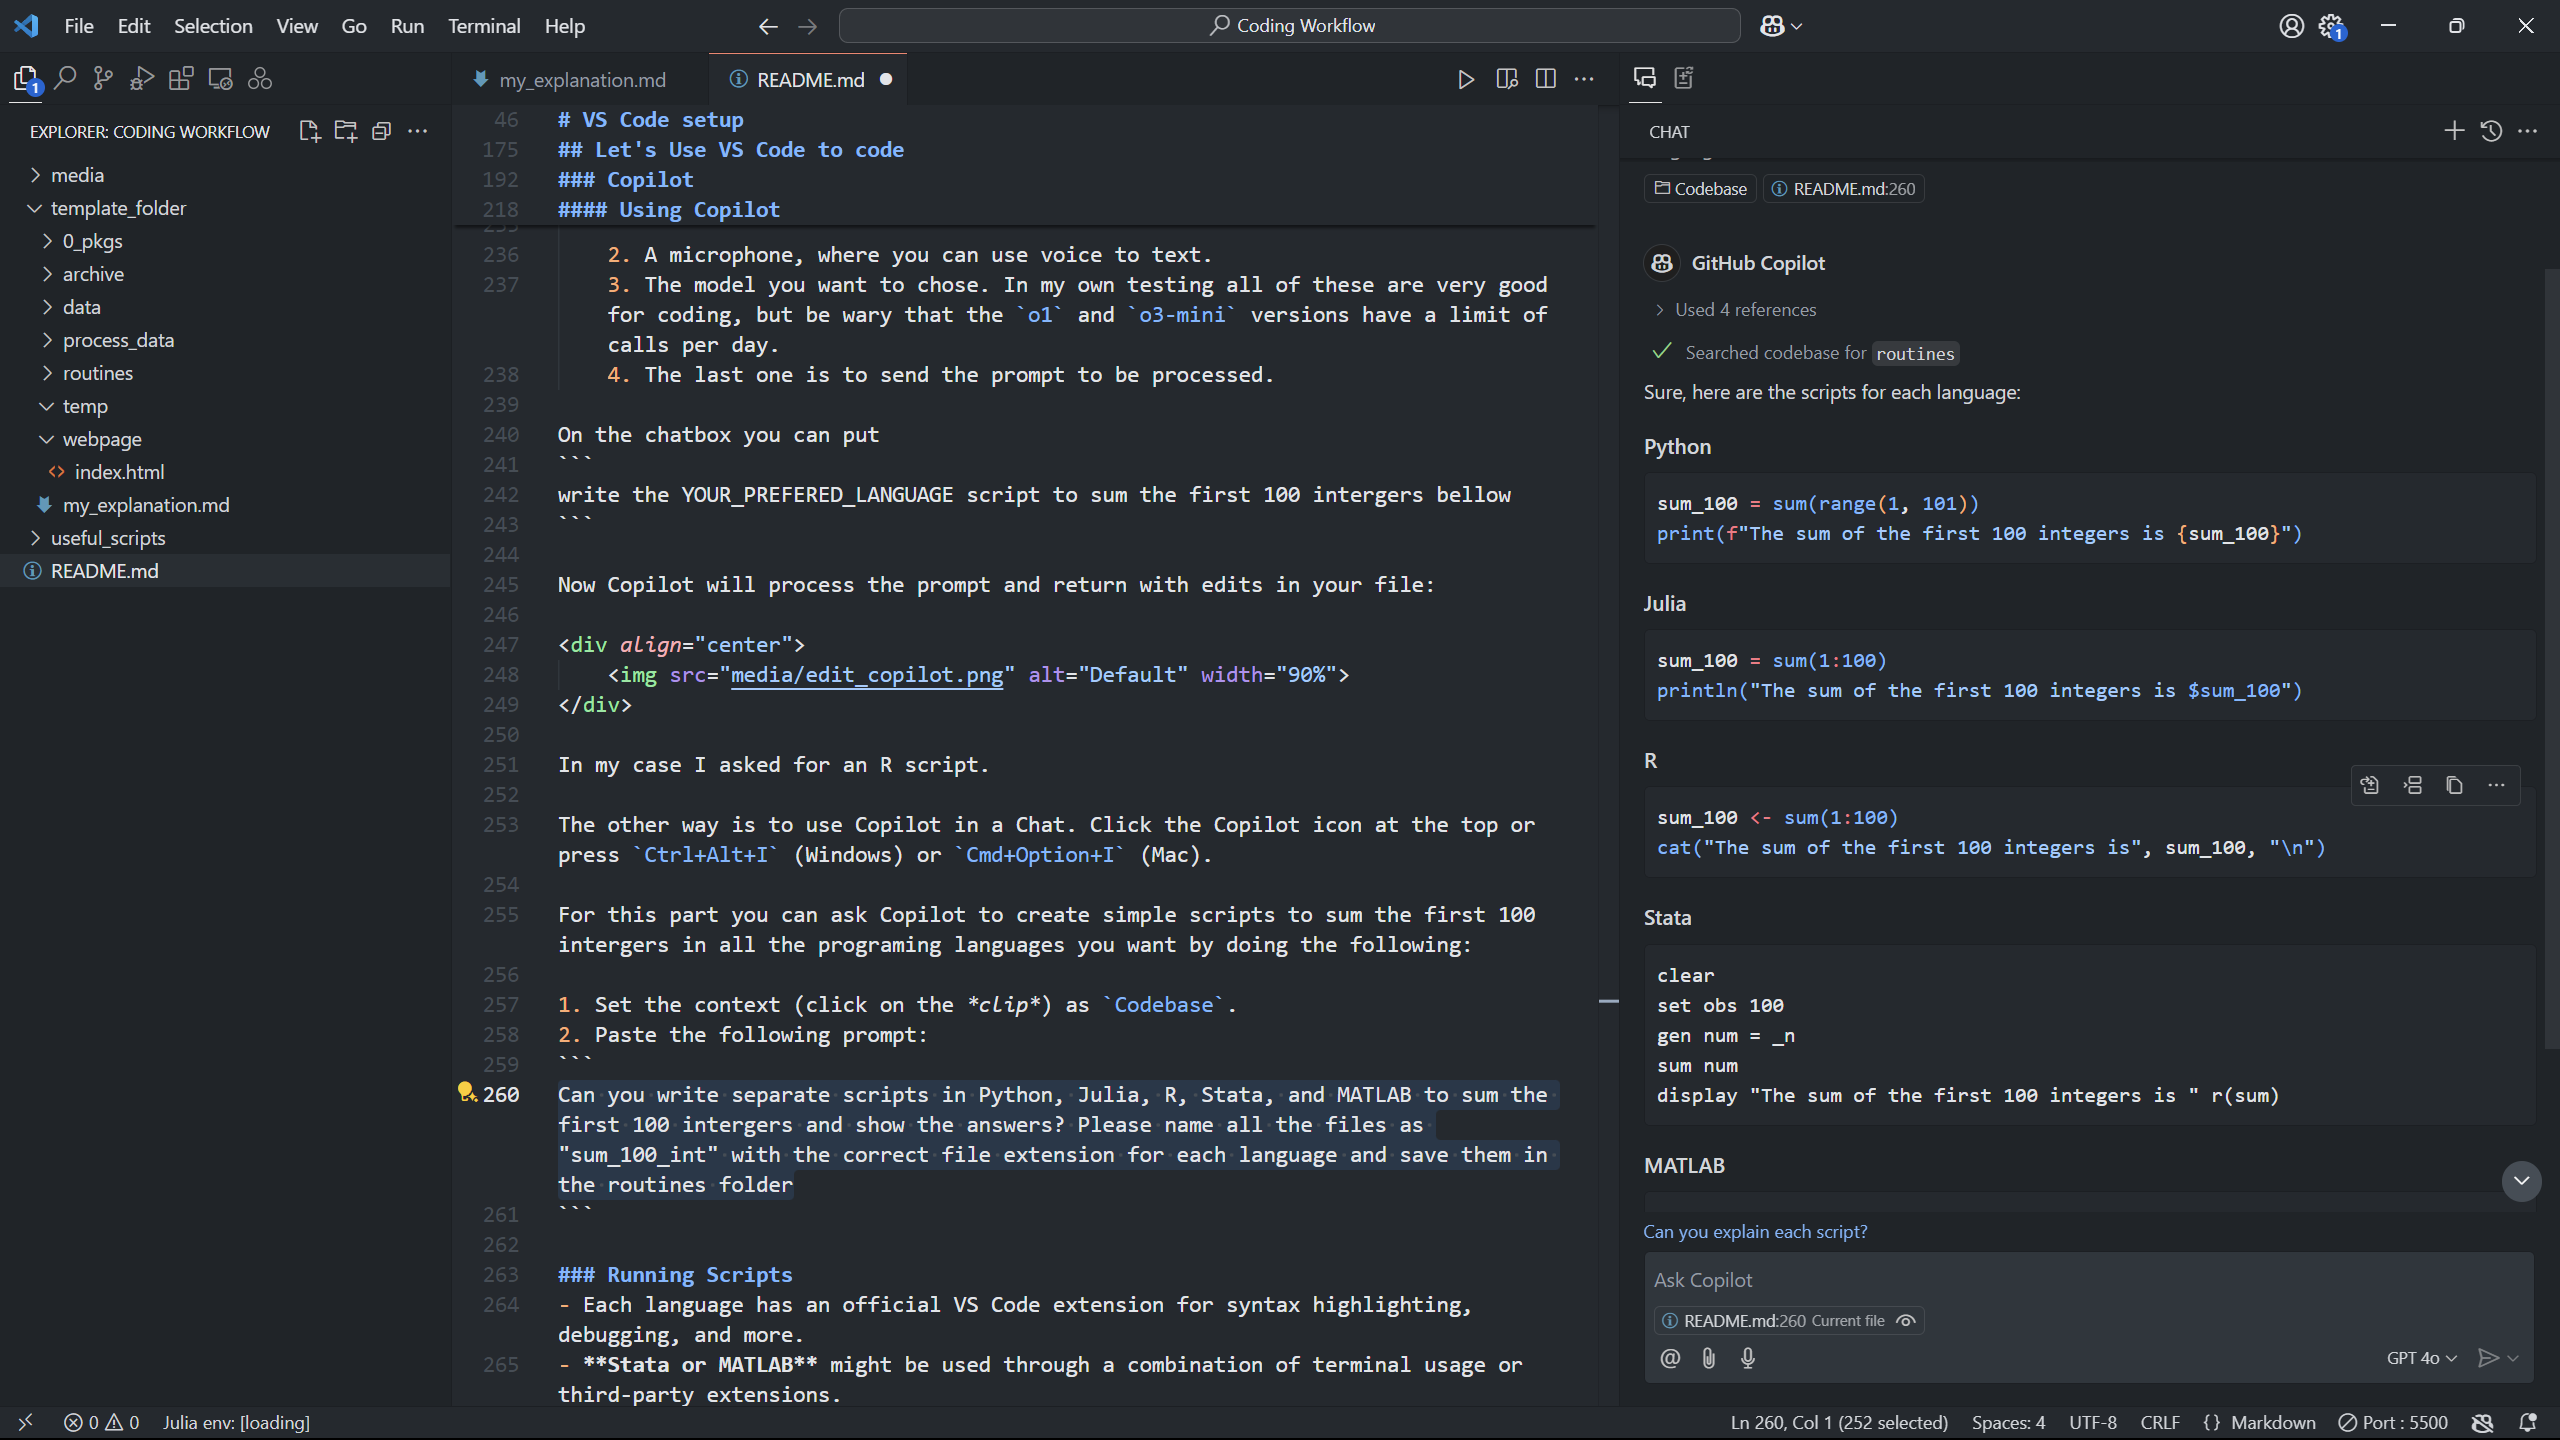 File Edit Selection View Go Run Terminal Help
Coding Workflow
1
1
EXPLORER: CODING WORKFLOW
media
template_folder
0_pkgs
archive
data
process_data
routines
temp
webpage
index.html
my_explanation.md
useful_scripts
README.md
my_explanation.md
README.md
46 # VS Code setup
175 ## Let's Use VS Code to code
192 ### Copilot
218 #### Using Copilot
236 2. A microphone, where you can use voice to text.
237 3. The model you want to chose. In my own testing all of these are very good
for coding, but be wary that the `o1` and `o3-mini` versions have a limit of
calls per day.
238 4. The last one is to send the prompt to be processed.
239
240 On the chatbox you can put
241 ```
242 write the YOUR_PREFERED_LANGUAGE script to sum the first 100 intergers bellow
243 ```
244
245 Now Copilot will process the prompt and return with edits in your file:
246
247 <div align="center">
248 <img src="media/edit_copilot.png" alt="Default" width="90%">
249 </div>
250
251 In my case I asked for an R script.
252
253 The other way is to use Copilot in a Chat. Click the Copilot icon at the top or
press `Ctrl+Alt+I` (Windows) or `Cmd+Option+I` (Mac).
254
255 For this part you can ask Copilot to create simple scripts to sum the first 100
intergers in all the programing languages you want by doing the following:
256
257 1. Set the context (click on the *clip*) as `Codebase`.
258 2. Paste the following prompt:
259 ```
260 Can you write separate scripts in Python, Julia, R, Stata, and MATLAB to sum the
first 100 intergers and show the answers? Please name all the files as
"sum_100_int" with the correct file extension for each language and save them in
the routines folder
261 ```
262
263 ### Running Scripts
264 - Each language has an official VS Code extension for syntax highlighting,
debugging, and more.
265 - **Stata or MATLAB** might be used through a combination of terminal usage or
third-party extensions.
CHAT
Codebase README.md:260
GitHub Copilot
Used 4 references
Searched codebase for routines
Sure, here are the scripts for each language:
Python
sum_100 = sum(range(1, 101))
print(f"The sum of the first 100 integers is {sum_100}")
Julia
sum_100 = sum(1:100)
println("The sum of the first 100 integers is $sum_100")
R
sum_100 <- sum(1:100)
cat("The sum of the first 100 integers is", sum_100, "\n")
Stata
clear
set obs 100
gen num = _n
sum num
display "The sum of the first 100 integers is " r(sum)
MATLAB
Can you explain each script?
Ask Copilot
README.md:260 Current file
@ GPT 4o
0 0 Julia env: [loading]
Ln 260, Col 1 (252 selected) Spaces: 4 UTF-8 CRLF {} Markdown Port : 5500